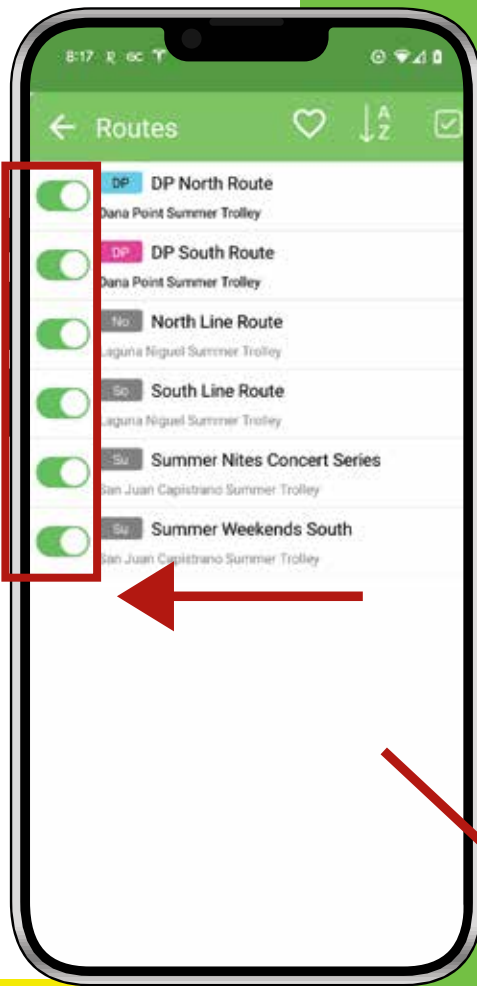 8:17
Routes
A
Z
DP DP North Route
Dana Point Summer Trolley
DP DP South Route
Dana Point Summer Trolley
No North Line Route
Laguna Niguel Summer Trolley
So South Line Route
Laguna Niguel Summer Trolley
Su Summer Nites Concert Series
San Juan Capistrano Summer Trolley
Su Summer Weekends South
San Juan Capistrano Summer Trolley